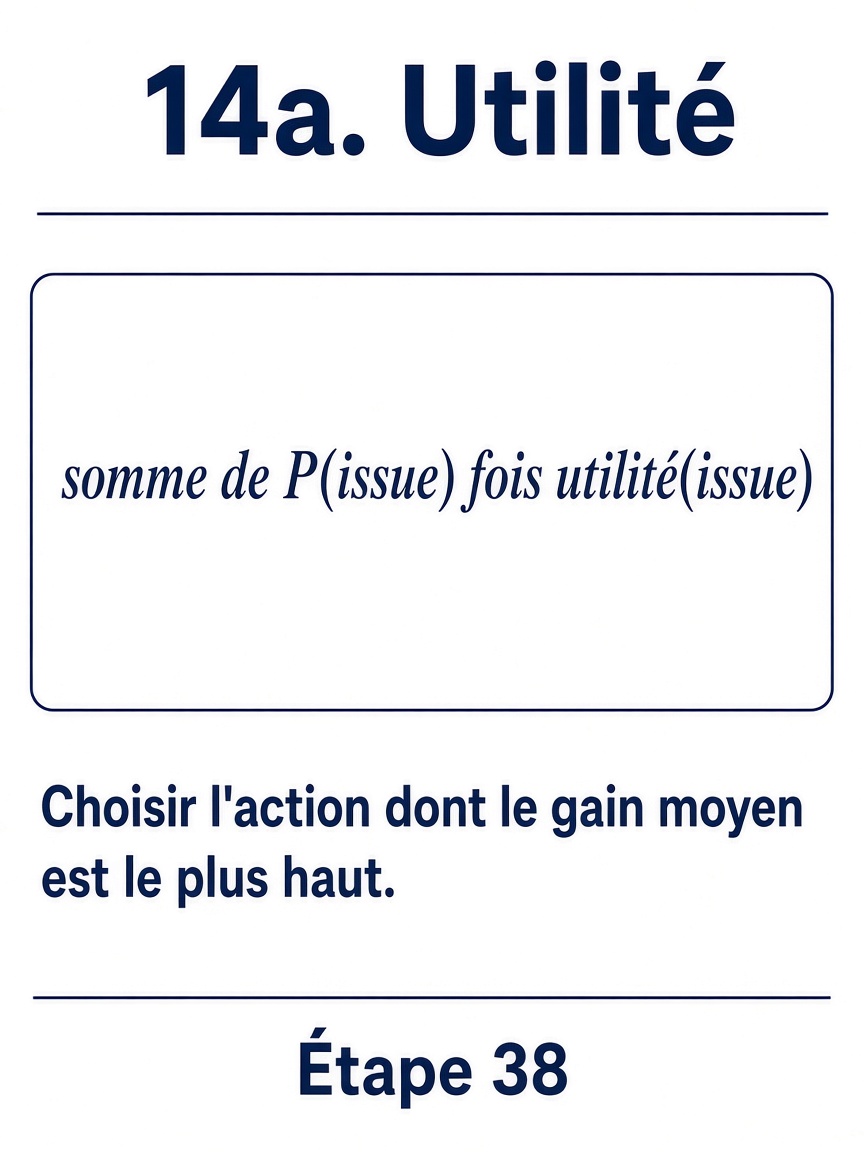 14a. Utilité
somme de P(issue) fois utilité(issue)
Choisir l'action dont le gain moyen
est le plus haut.
Étape 38